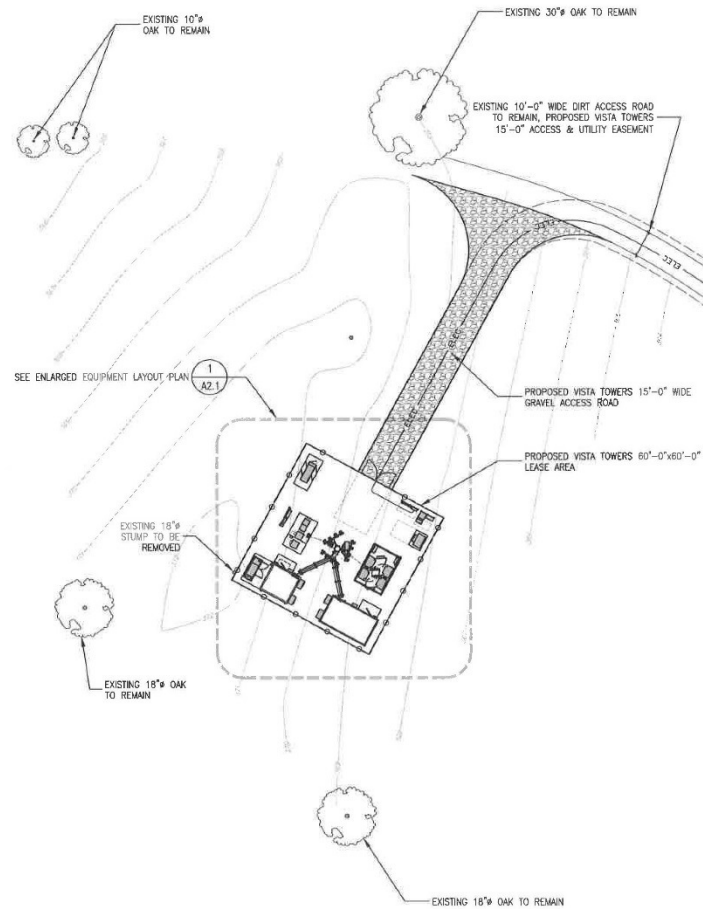 EXISTING 10"ø
OAK TO REMAIN
EXISTING 30"ø OAK TO REMAIN
EXISTING 10'-0" WIDE DIRT ACCESS ROAD
TO REMAIN, PROPOSED VISTA TOWERS
15'-0" ACCESS & UTILITY EASEMENT
ELEC
ELEC
ELEC
ELEC
SEE ENLARGED EQUIPMENT LAYOUT PLAN
1
A2.1
PROPOSED VISTA TOWERS 15'-0" WIDE
GRAVEL ACCESS ROAD
PROPOSED VISTA TOWERS 60'-0"x60'-0"
LEASE AREA
EXISTING 18"ø
STUMP TO BE
REMOVED
EXISTING 18"ø OAK
TO REMAIN
EXISTING 18"ø OAK TO REMAIN